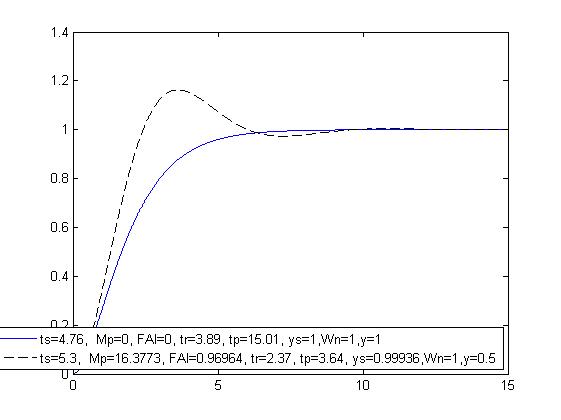 1.4
1.2
1
0.8
0.6
0.4
0.2
0
ts=4.76, Mp=0, FAI=0, tr=3.89, tp=15.01, ys=1,Wn=1,y=1
ts=5.3, Mp=16.3773, FAI=0.96964, tr=2.37, tp=3.64, ys=0.99936,Wn=1,y=0.5
0 5 10 15